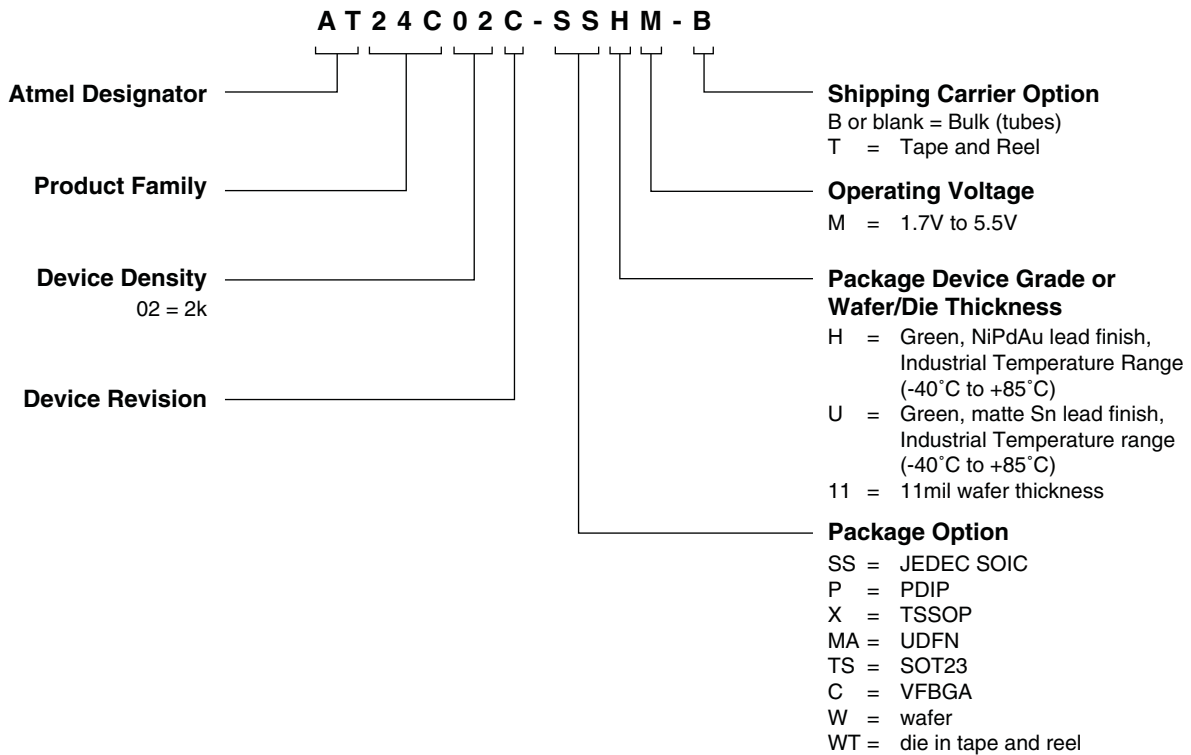 AT24C02C-SSHM-B
Atmel Designator
Product Family
Device Density
02 = 2k
Device Revision
Shipping Carrier Option
B or blank = Bulk (tubes)
T = Tape and Reel
Operating Voltage
M = 1.7V to 5.5V
Package Device Grade or
Wafer/Die Thickness
H = Green, NiPdAu lead finish,
Industrial Temperature Range
(-40˚C to +85˚C)
U = Green, matte Sn lead finish,
Industrial Temperature range
(-40˚C to +85˚C)
11 = 11mil wafer thickness
Package Option
SS = JEDEC SOIC
P = PDIP
X = TSSOP
MA = UDFN
TS = SOT23
C = VFBGA
W = wafer
WT = die in tape and reel